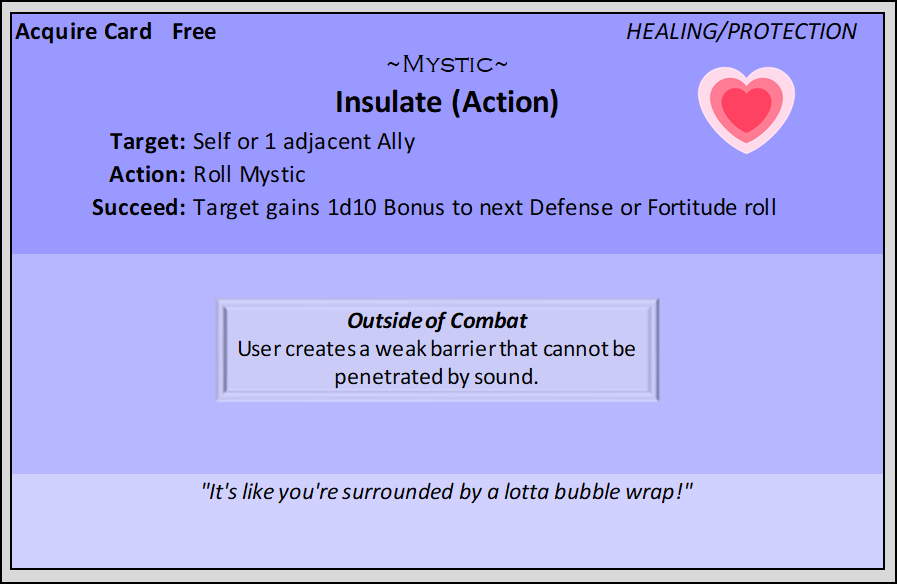 Acquire Card Free HEALING/PROTECTION
~Mystic~
Insulate (Action)
Target: Self or 1 adjacent Ally
Action: Roll Mystic
Succeed: Target gains 1d10 Bonus to next Defense or Fortitude roll
Outside of Combat
User creates a weak barrier that cannot be
penetrated by sound.
"It's like you're surrounded by a lotta bubble wrap!"